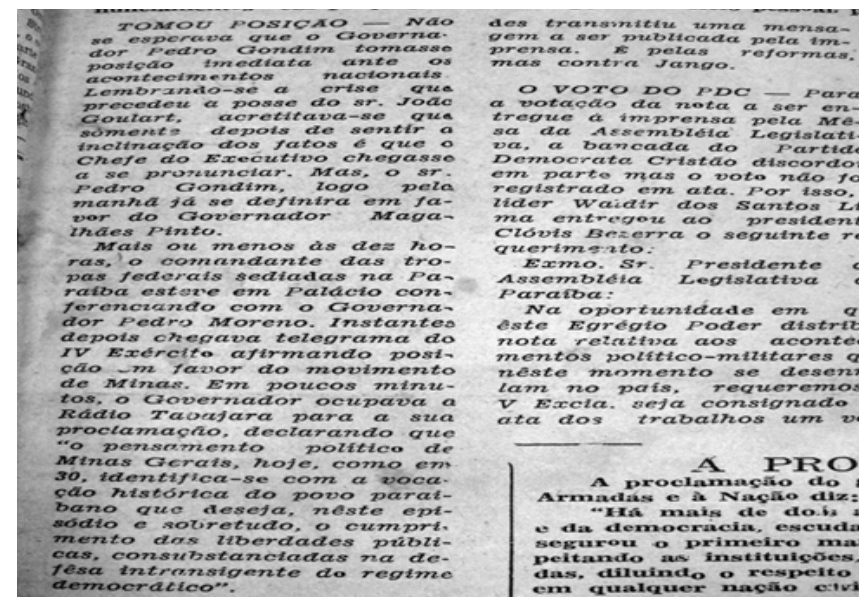 TOMOU POSIÇÃO — Não
se esperava que o Governa-
dor Pedro Gondim tomasse
posição imediata ante os
acontecimentos nacionais.
Lembrando-se a crise que
precedeu a posse do sr. João
Goulart, acretitava-se que
sòmente depois de sentir a
inclinação dos fatos é que o
Chefe do Executivo chegasse
a se pronunciar. Mas, o sr.
Pedro Gondim, logo pela
manhã já se definira em fa-
vor do Governador Maga-
lhães Pinto.
Mais ou menos às dez ho-
ras, o comandante das tro-
pas federais sediadas na Pa-
raíba esteve em Palácio con-
ferenciando com o Governa-
dor Pedro Moreno. Instantes
depois chegava telegrama do
IV Exército afirmando posi-
ção em favor do movimento
de Minas. Em poucos minu-
tos, o Governador ocupava a
Rádio Tabajara para a sua
proclamação, declarando que
"o pensamento político de
Minas Gerais, hoje, como em
30, identifica-se com a voca-
ção histórica do povo parai-
bano que deseja, nêste epi-
sódio e sobretudo, o cumpri-
mento das liberdades públi-
cas, consubstanciadas na de-
fêsa intransigente do regime
democrático".
des transmitiu uma mensa-
gem a ser publicada pela im-
prensa. É pelas reformas,
mas contra Jango.
O VOTO DO PDC — Para
a votação da nota a ser en-
tregue à imprensa pela Mê-
sa da Assembléia Legislati-
va, a bancada do Partido
Democrata Cristão discordou
em parte mas o voto não fo
registrado em ata. Por isso,
lider Waldir dos Santos Li
ma entregou ao president
Clóvis Bezerra o seguinte re
querimento:
Exmo. Sr. Presidente d
Assembléia Legislativa d
Paraíba:
Na oportunidade em q
êste Egrégio Poder distrib
nota relativa aos aconte
mentos político-militares q
nêste momento se desenr
lam no país, requeremos
V Excia. seja consignado
ata dos trabalhos um vo
A PRO
A proclamação do
Armadas e à Nação diz:
"Há mais de dois a
e da democracia, escuda
segurou o primeiro ma
peitando as instituições,
das, diluindo o respeito
em qualquer nação civi